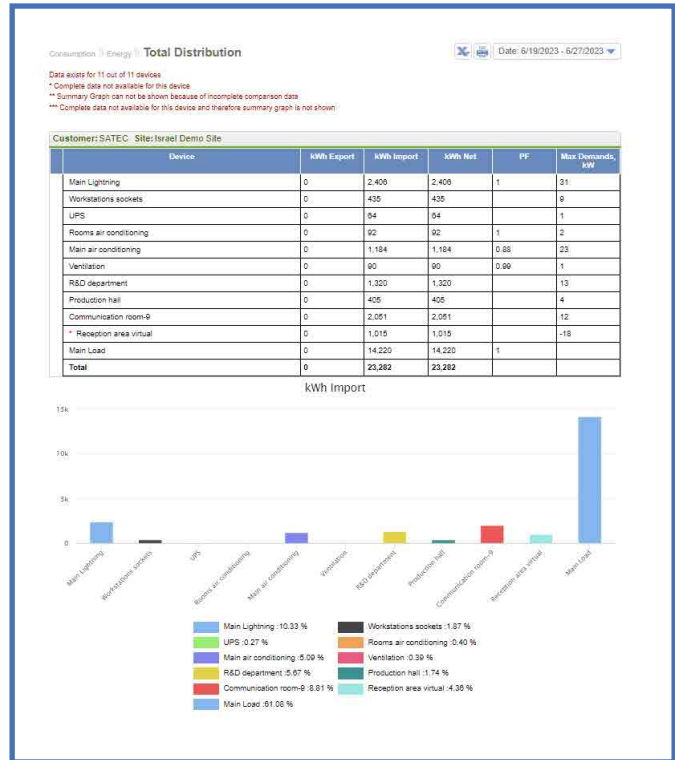 Consumption \\ Energy \\ Total Distribution
Date: 6/19/2023 - 6/27/2023
Data exists for 11 out of 11 devices
* Complete data not available for this device
** Summary Graph can not be shown because of incomplete comparison data
*** Complete data not available for this device and therefore summary graph is not shown
Customer: SATEC Site: Israel Demo Site
Device kWh Export kWh Import kWh Net PF Max Demands, kW
Main Lightning 0 2,406 2,406 1 31
Workstations sockets 0 435 435 9
UPS 0 64 64 1
Rooms air conditioning 0 92 92 1 2
Main air conditioning 0 1,184 1,184 0.88 23
Ventilation 0 90 90 0.99 1
R&D department 0 1,320 1,320 13
Production hall 0 405 405 4
Communication room-9 0 2,051 2,051 12
* Reception area virtual 0 1,015 1,015 -18
Main Load 0 14,220 14,220 1
Total 0 23,282 23,282
kWh Import
15k
10k
5k
0
Main Lightning
Workstations sockets
UPS
Rooms air conditioning
Main air conditioning
Ventilation
R&D department
Production hall
Communication room-9
Reception area virtual
Main Load
Main Lightning :10.33 % Workstations sockets :1.87 %
UPS :0.27 % Rooms air conditioning :0.40 %
Main air conditioning :5.09 % Ventilation :0.39 %
R&D department :5.67 % Production hall :1.74 %
Communication room-9 :8.81 % Reception area virtual :4.36 %
Main Load :61.08 %